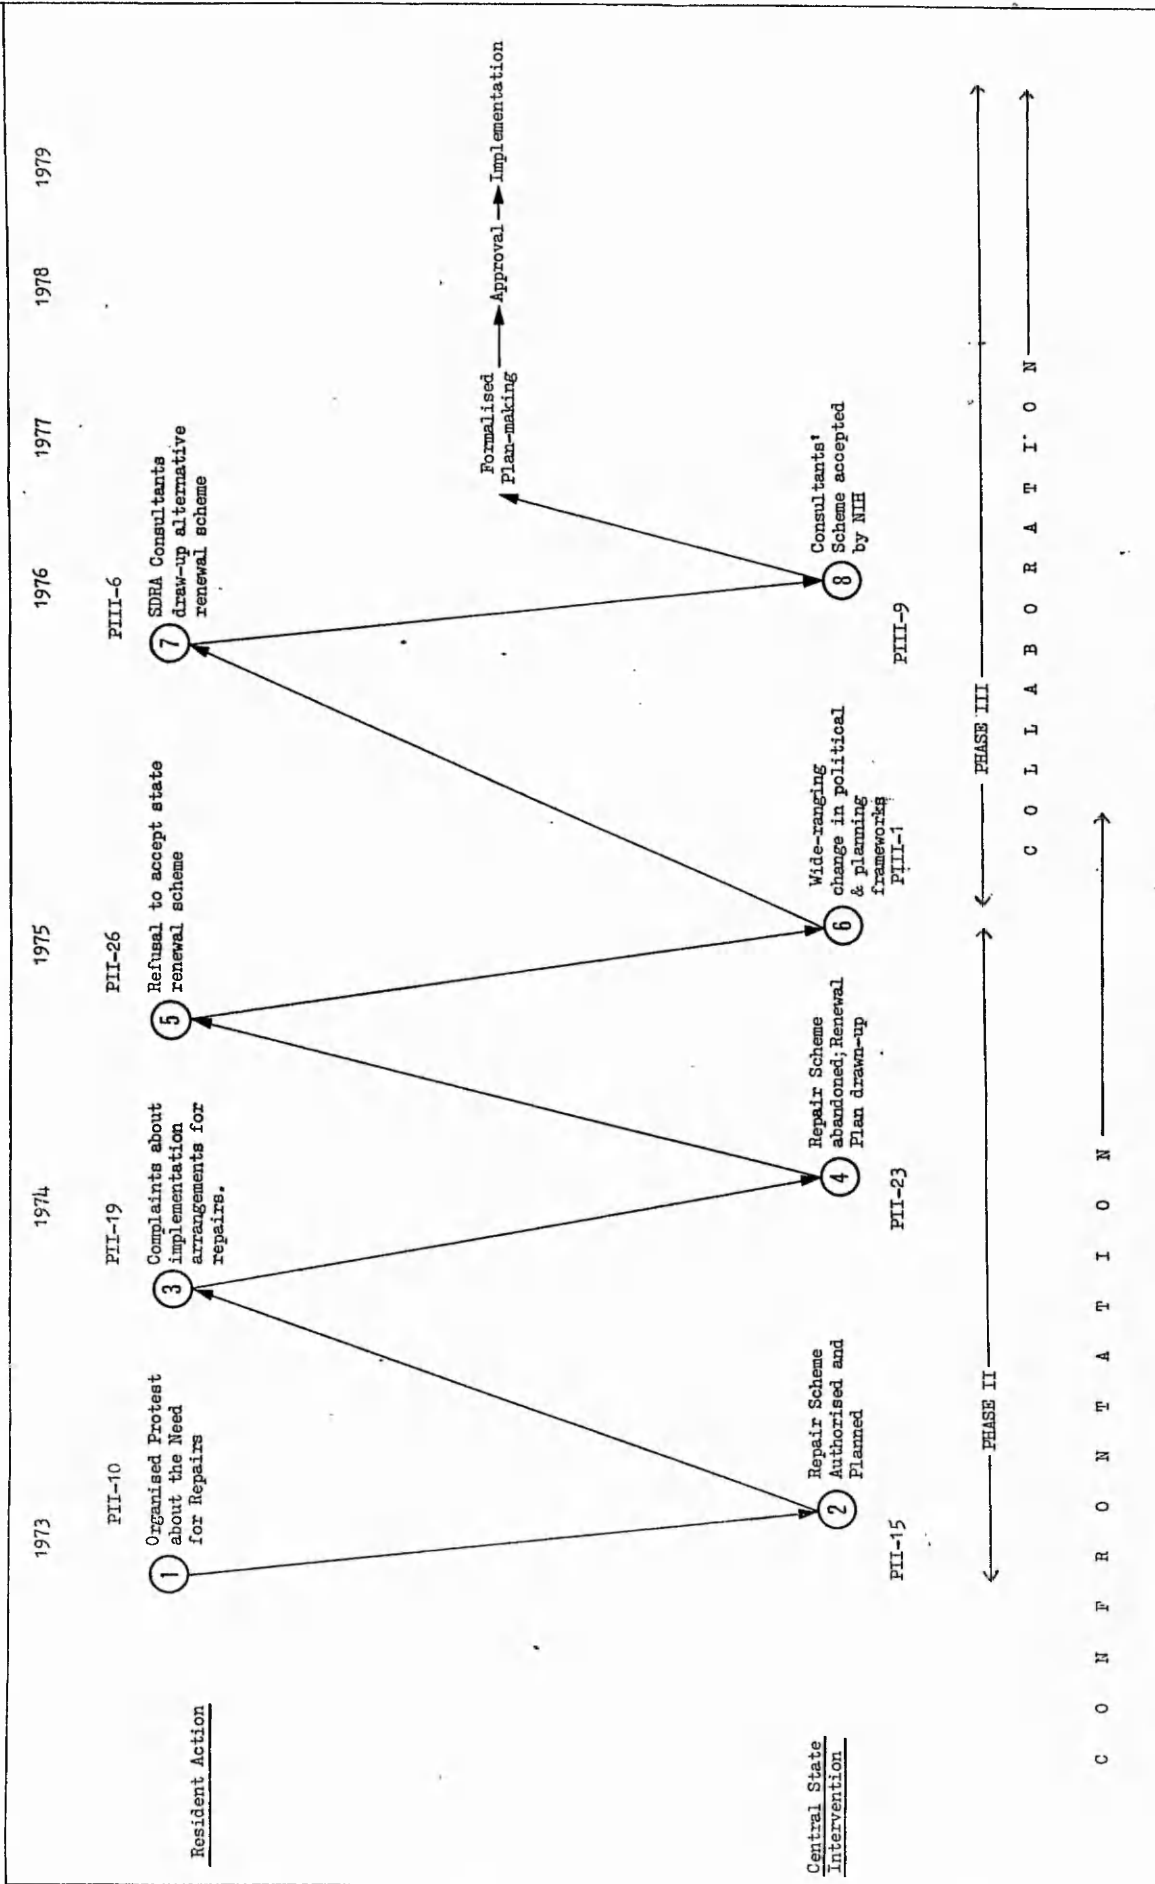 1973 1974 1975 1976 1977 1978 1979
PII-10 PII-19 PII-26 PIII-6
Resident Action
1
Organised Protest
about the Need
for Repairs
3
Complaints about
implementation
arrangements for
repairs.
5
Refusal to accept state
renewal scheme
7
SDRA Consultants
draw-up alternative
renewal scheme
Formalised
Plan-making
Approval
Implementation
Central State
Intervention
2
Repair Scheme
Authorised and
Planned
4
Repair Scheme
abandoned; Renewal
Plan drawn-up
6
Wide-ranging
change in political
& planning
frameworks
PIII-1
8
Consultants'
Scheme accepted
by NIH
PII-15 PII-23 PIII-9
PHASE II PHASE III
C O L L A B O R A T I O N
C O N F R O N T A T I O N